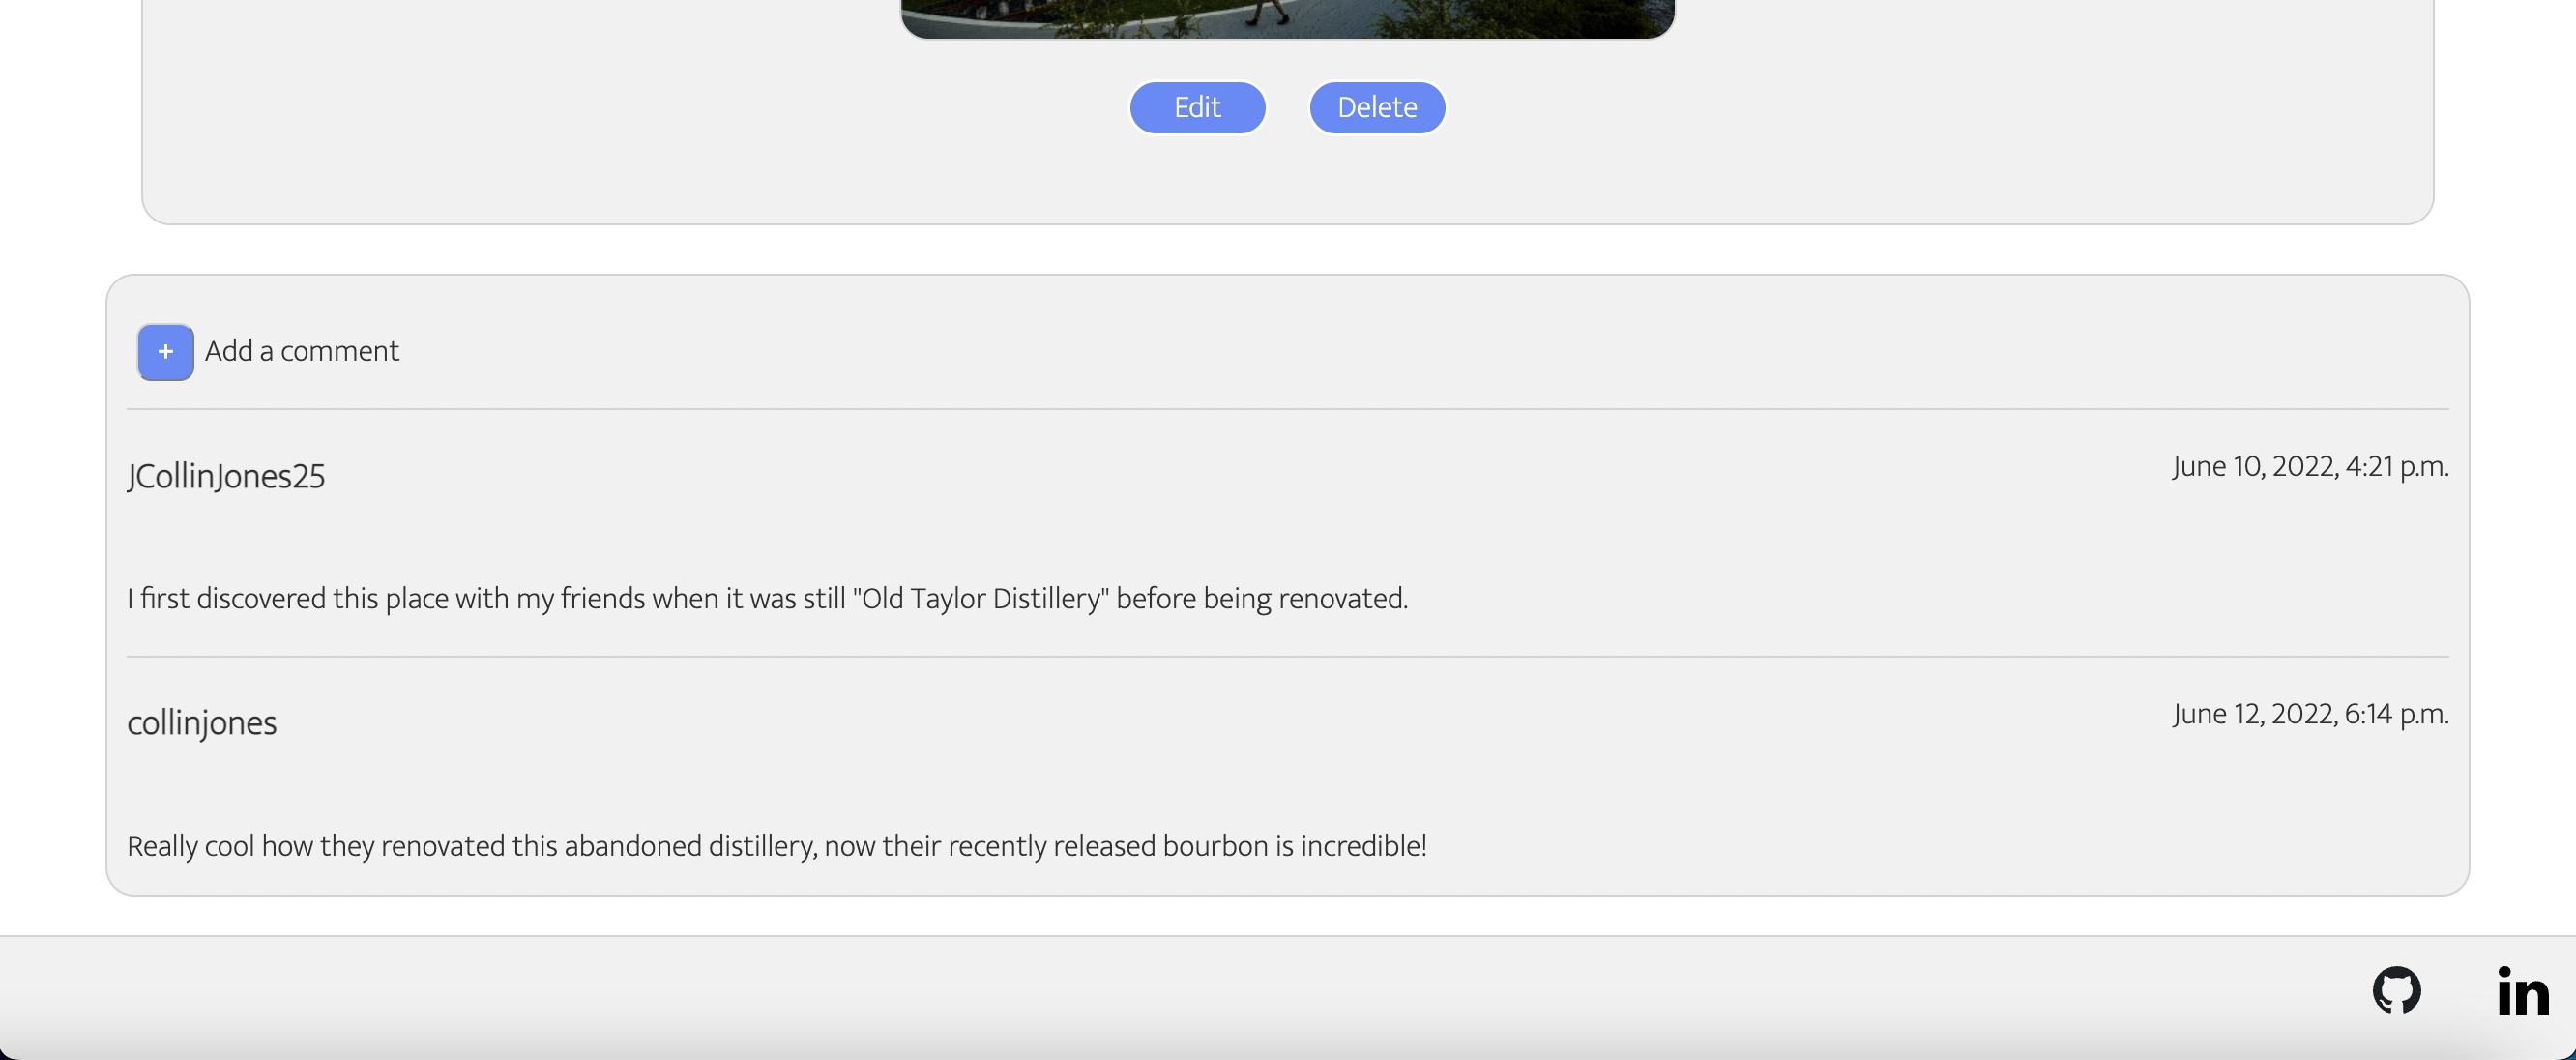 Edit Delete
+ Add a comment
JCollinJones25 June 10, 2022, 4:21 p.m.
I first discovered this place with my friends when it was still "Old Taylor Distillery" before being renovated.
collinjones June 12, 2022, 6:14 p.m.
Really cool how they renovated this abandoned distillery, now their recently released bourbon is incredible!
in